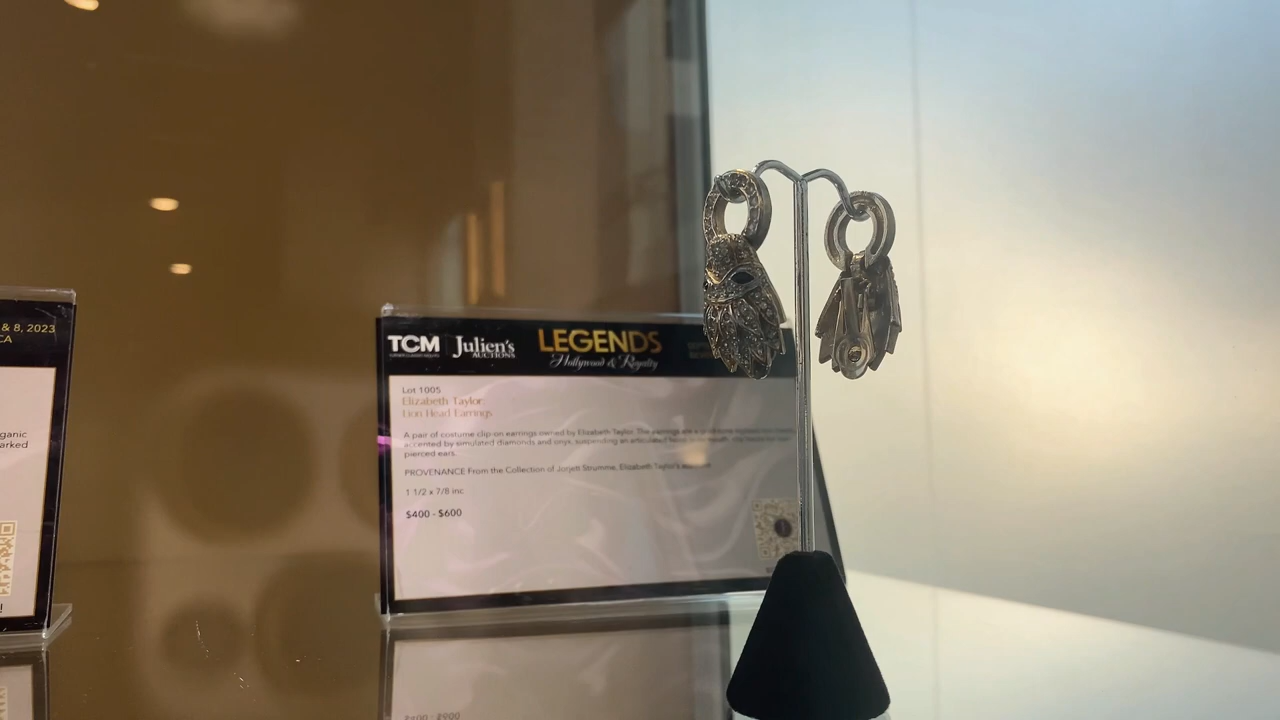 & 8, 2023
CA
ganic
arked
!
TCM
Julien's
AUCTIONS
LEGENDS
Hollywood & Royalty
Lot 1005
Elizabeth Taylor:
Lion Head Earrings
A pair of costume clip-on earrings owned by Elizabeth Taylor. The earrings are a
accented by simulated diamonds and onyx, suspending an articulated
pierced ears.
PROVENANCE From the Collection of Jorjett Strumme, Elizabeth Taylor's
1 1/2 x 7/8 inc
$400 - $600